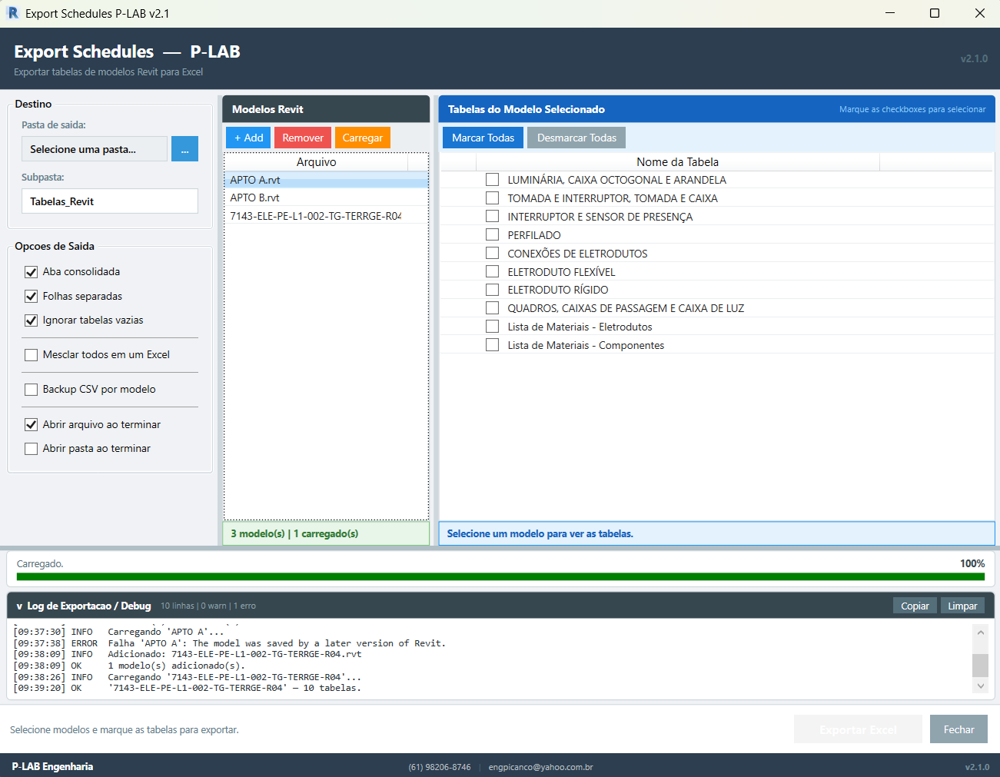 Export Schedules P-LAB v2.1
Export Schedules — P-LAB
Exportar tabelas de modelos Revit para Excel
v2.1.0
Destino
Pasta de saida:
Selecione uma pasta...
...
Subpasta:
Tabelas_Revit
Opcoes de Saida
Aba consolidada
Folhas separadas
Ignorar tabelas vazias
Mesclar todos em um Excel
Backup CSV por modelo
Abrir arquivo ao terminar
Abrir pasta ao terminar
Modelos Revit
+ Add Remover Carregar
Arquivo
APTO A.rvt
APTO B.rvt
7143-ELE-PE-L1-002-TG-TERRGE-R04
3 modelo(s) | 1 carregado(s)
Tabelas do Modelo Selecionado
Marque as checkboxes para selecionar
Marcar Todas Desmarcar Todas
Nome da Tabela
LUMINÁRIA, CAIXA OCTOGONAL E ARANDELA
TOMADA E INTERRUPTOR, TOMADA E CAIXA
INTERRUPTOR E SENSOR DE PRESENÇA
PERFILADO
CONEXÕES DE ELETRODUTOS
ELETRODUTO FLEXÍVEL
ELETRODUTO RÍGIDO
QUADROS, CAIXAS DE PASSAGEM E CAIXA DE LUZ
Lista de Materiais - Eletrodutos
Lista de Materiais - Componentes
Selecione um modelo para ver as tabelas.
Carregado.
100%
v Log de Exportacao / Debug 10 linhas | 0 warn | 1 erro
Copiar Limpar
[09:37:30] INFO Carregando 'APTO A'...
[09:37:38] ERROR Falha 'APTO A': The model was saved by a later version of Revit.
[09:38:09] INFO Adicionado: 7143-ELE-PE-L1-002-TG-TERRGE-R04.rvt
[09:38:09] OK 1 modelo(s) adicionado(s).
[09:38:26] INFO Carregando '7143-ELE-PE-L1-002-TG-TERRGE-R04'...
[09:39:20] OK '7143-ELE-PE-L1-002-TG-TERRGE-R04' — 10 tabelas.
Selecione modelos e marque as tabelas para exportar.
Exportar Excel
Fechar
P-LAB Engenharia
(61) 98206-8746 | engpicanco@yahoo.com.br
v2.1.0